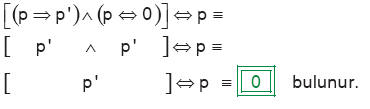 [(p ⇒ p')∧(p ⇔ 0)] ⇔ p ≡
[ p' ∧ p' ] ⇔ p ≡
[ p' ] ⇔ p ≡ 0 bulunur.